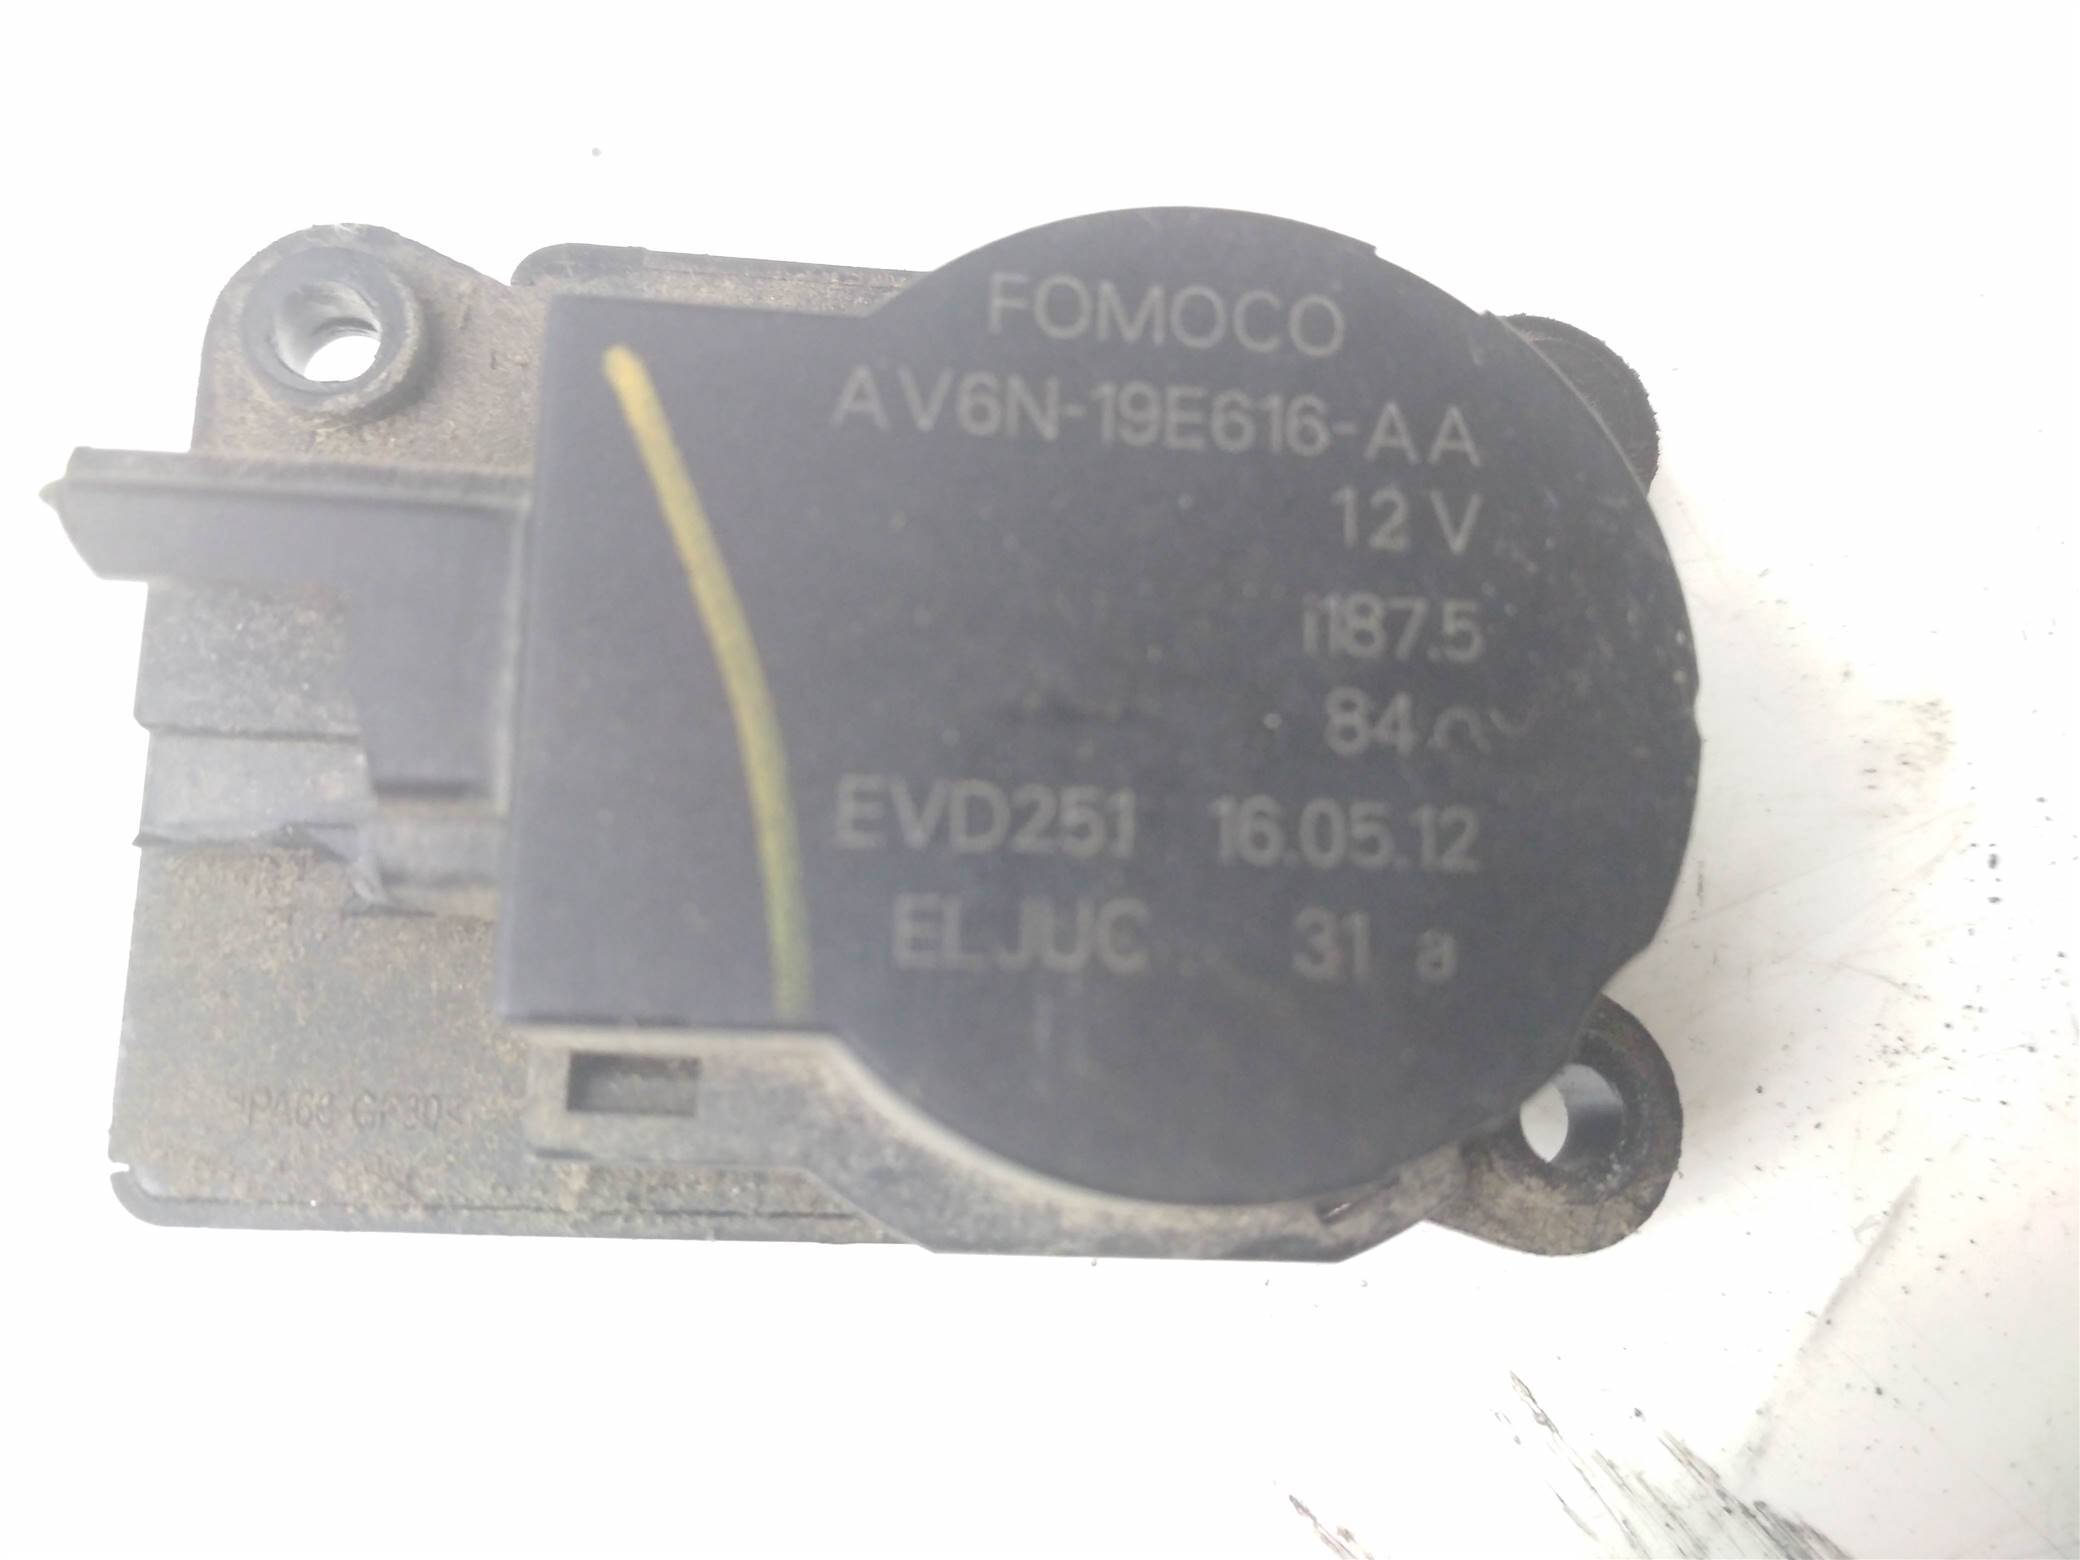 FOMOCO
AV6N-19E616-AA
12 V
i187.5
EVD251 16.05.12
ELJUC 31 a